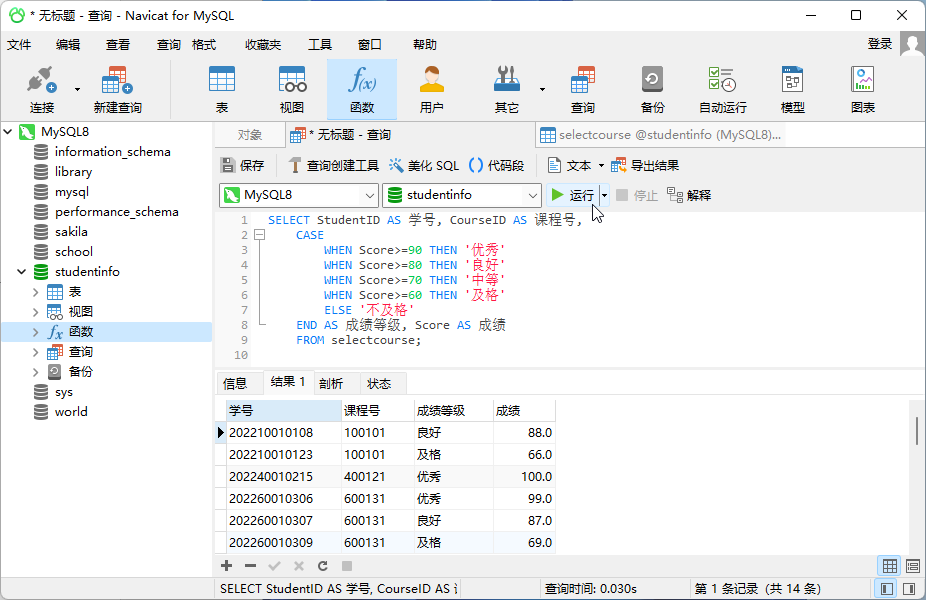 * 无标题 - 查询 - Navicat for MySQL
文件 编辑 查看 查询 格式 收藏夹 工具 窗口 帮助 登录
连接 新建查询 表 视图 函数 用户 其它 查询 备份 自动运行 模型 图表
MySQL8
information_schema
library
mysql
performance_schema
sakila
school
studentinfo
表
视图
函数
查询
备份
sys
world
对象 * 无标题 - 查询 selectcourse @studentinfo (MySQL8)...
保存 查询创建工具 美化 SQL 代码段 文本 导出结果
MySQL8 studentinfo 运行 停止 解释
1 SELECT StudentID AS 学号, CourseID AS 课程号,
2 CASE
3 WHEN Score>=90 THEN '优秀'
4 WHEN Score>=80 THEN '良好'
5 WHEN Score>=70 THEN '中等'
6 WHEN Score>=60 THEN '及格'
7 ELSE '不及格'
8 END AS 成绩等级, Score AS 成绩
9 FROM selectcourse;
10
信息 结果 1 剖析 状态
学号 课程号 成绩等级 成绩
202210010108 100101 良好 88.0
202210010123 100101 及格 66.0
202240010215 400121 优秀 100.0
202260010306 600131 优秀 99.0
202260010307 600131 良好 87.0
202260010309 600131 及格 69.0
SELECT StudentID AS 学号, CourseID AS 查询时间: 0.030s 第 1 条记录 (共 14 条)